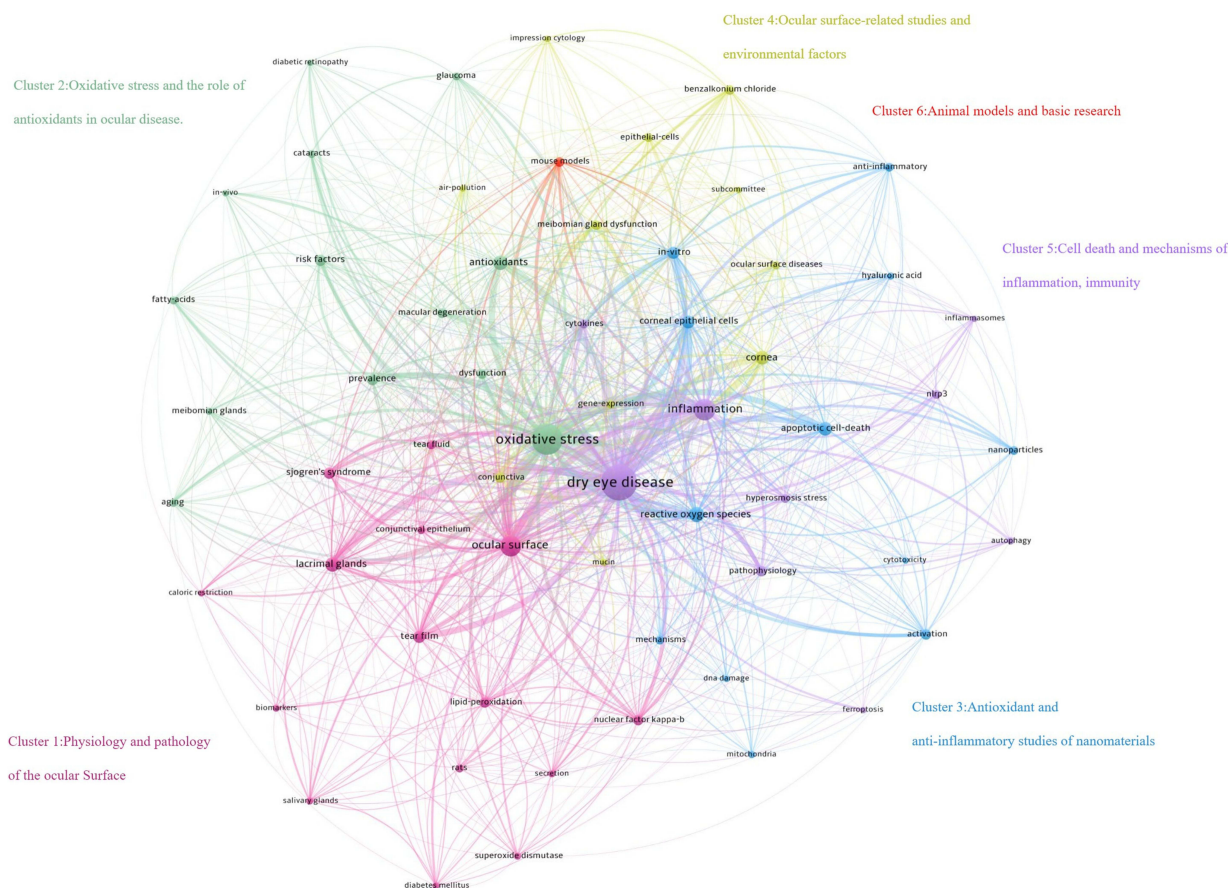 Cluster 4:Ocular surface-related studies and
environmental factors
impression cytology
diabetic retinopathy
glaucoma
Cluster 2:Oxidative stress and the role of
antioxidants in ocular disease.
benzalkonium chloride
Cluster 6:Animal models and basic research
epithelial-cells
cataracts
mouse models
anti-inflammatory
in-vivo
air-pollution
subcommittee
meibomian gland dysfunction
Cluster 5:Cell death and mechanisms of
inflammation, immunity
in-vitro
risk factors
antioxidants
ocular surface diseases
hyaluronic acid
fatty-acids
macular degeneration
cytokines
corneal epithelial cells
inflammasomes
cornea
prevalence
dysfunction
nlrp3
meibomian glands
gene-expression
inflammation
apoptotic cell-death
oxidative stress
tear fluid
nanoparticles
sjogren's syndrome
conjunctiva
dry eye disease
hyperosmosis stress
aging
reactive oxygen species
conjunctival epithelium
ocular surface
autophagy
lacrimal glands
mucin
cytotoxicity
pathophysiology
caloric restriction
tear film
mechanisms
activation
dna damage
lipid-peroxidation
biomarkers
nuclear factor kappa-b
ferroptosis
Cluster 3:Antioxidant and
anti-inflammatory studies of nanomaterials
Cluster 1:Physiology and pathology
of the ocular Surface
mitochondria
rats
secretion
salivary glands
superoxide dismutase
diabetes mellitus